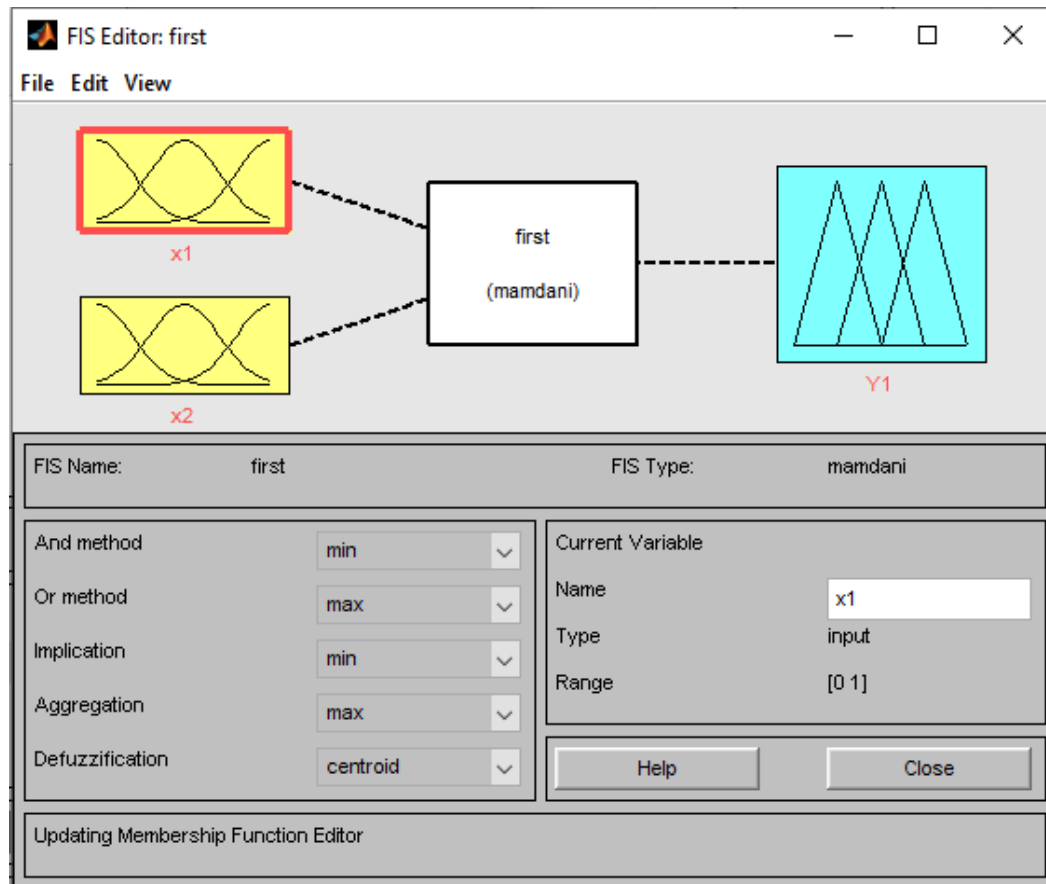 FIS Editor: first
File Edit View
x1
x2
first
(mamdani)
Y1
FIS Name: first FIS Type: mamdani
And method min
Or method max
Implication min
Aggregation max
Defuzzification centroid
Current Variable
Name x1
Type input
Range [0 1]
Help Close
Updating Membership Function Editor